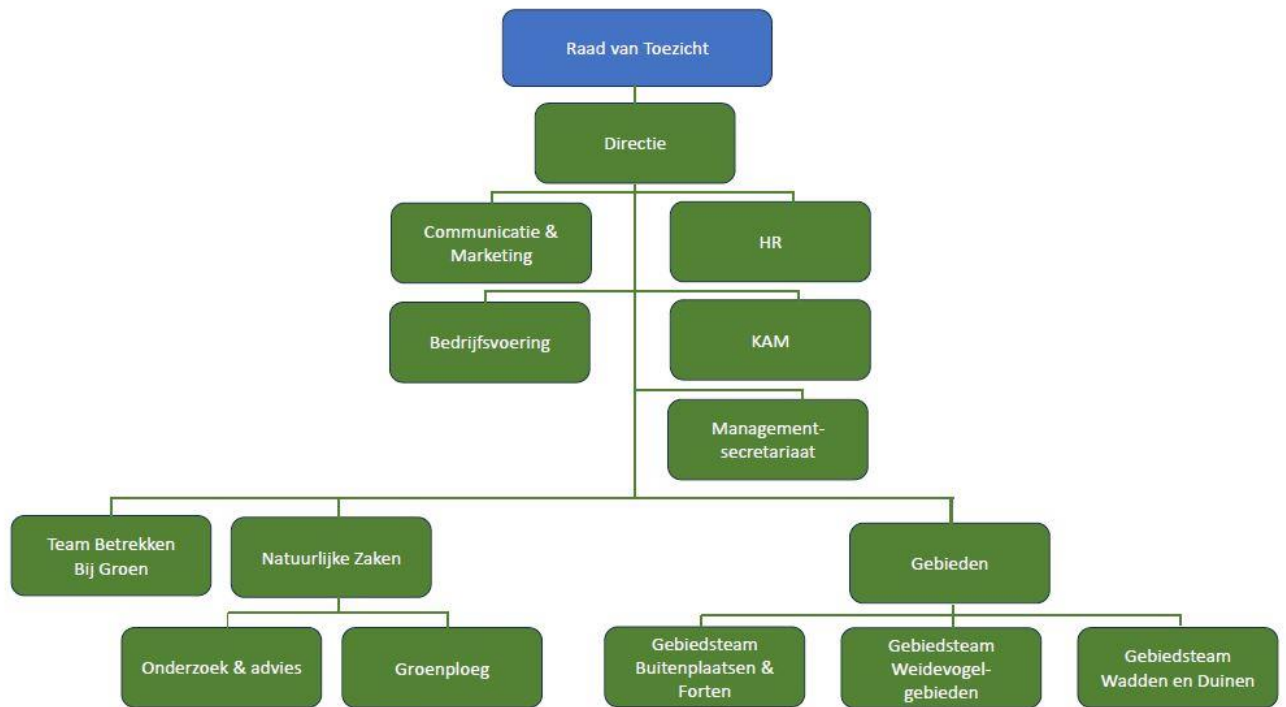 Raad van Toezicht
Directie
Communicatie &
Marketing
HR
Bedrijfsvoering
KAM
Management-
secretariaat
Team Betrekken
Bij Groen
Natuurlijke Zaken
Gebieden
Onderzoek & advies
Groenploeg
Gebiedsteam
Buitenplaatsen &
Forten
Gebiedsteam
Weidevogel-
gebieden
Gebiedsteam
Wadden en Duinen